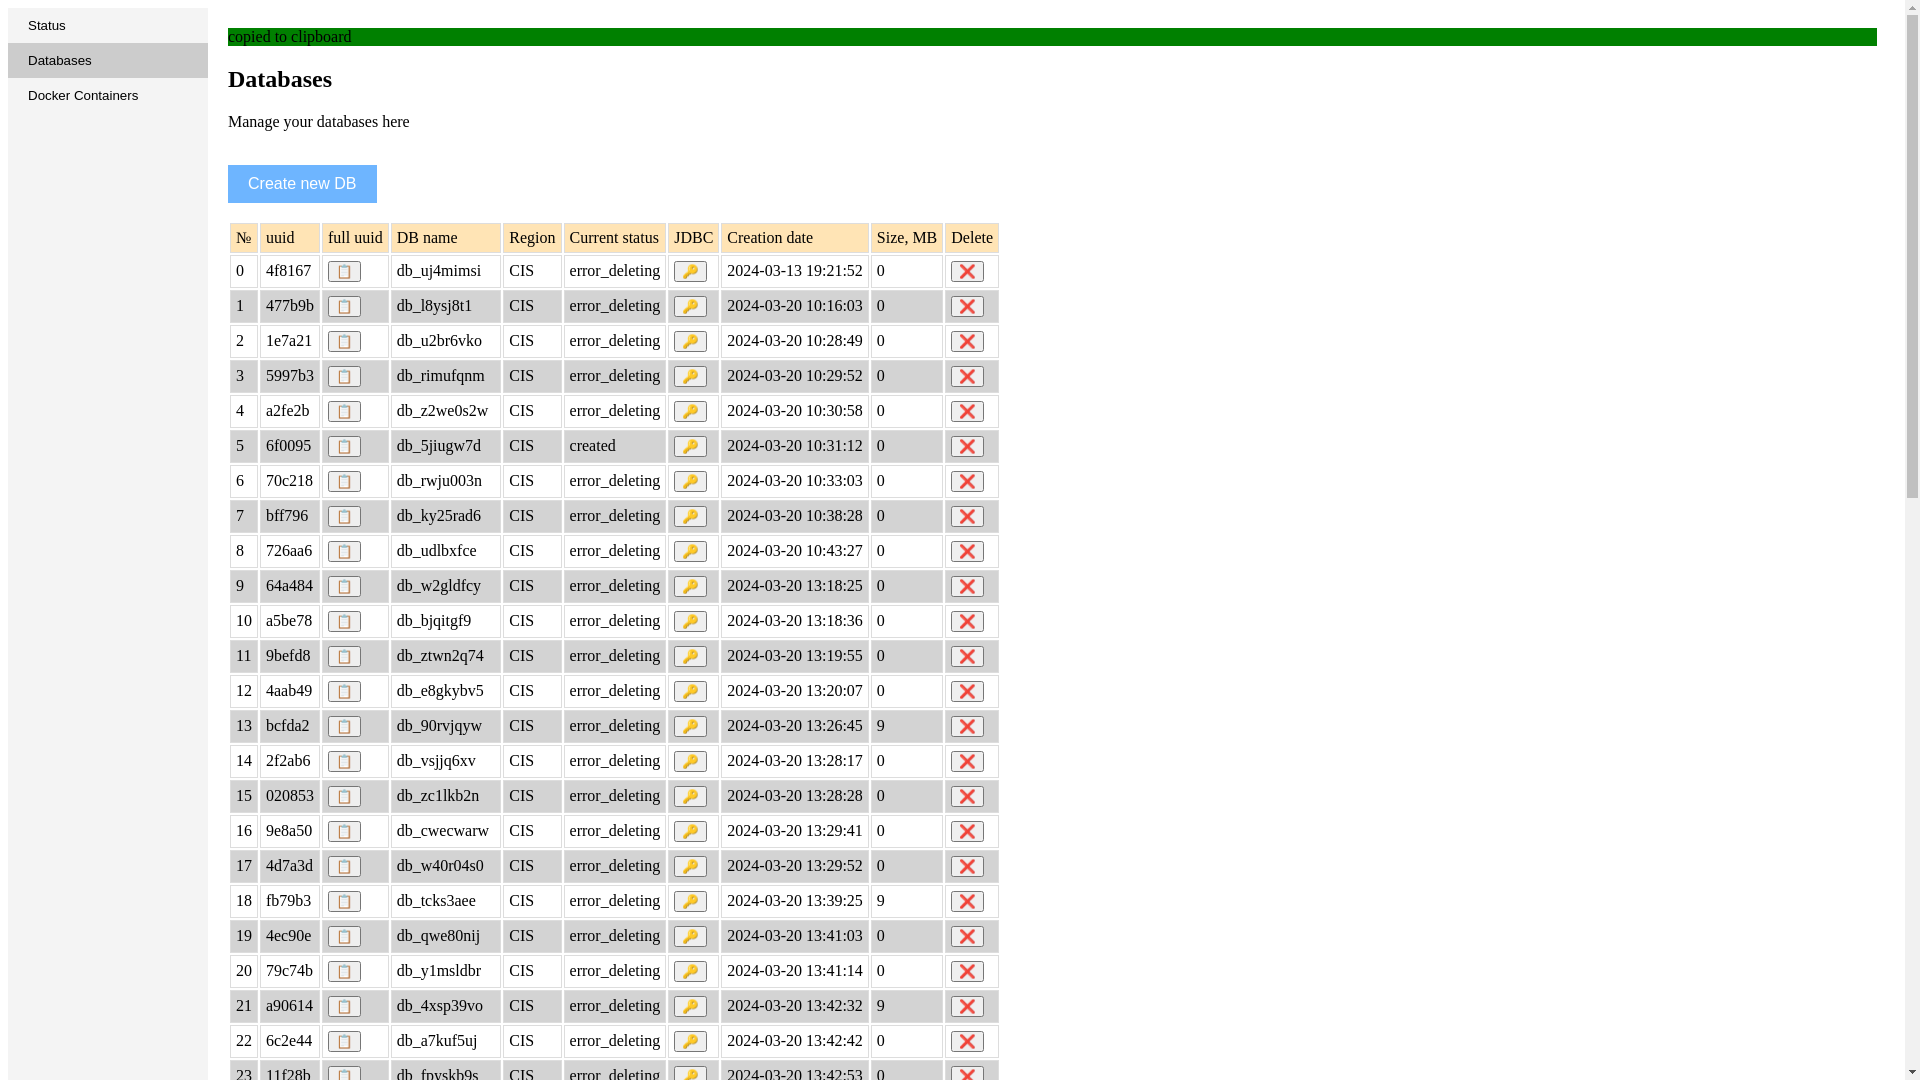 Status
Databases
Docker Containers
copied to clipboard
Databases
Manage your databases here
Create new DB
№ uuid full uuid DB name Region Current status JDBC Creation date Size, MB Delete
0 4f8167 db_uj4mimsi CIS error_deleting 2024-03-13 19:21:52 0
1 477b9b db_l8ysj8t1 CIS error_deleting 2024-03-20 10:16:03 0
2 1e7a21 db_u2br6vko CIS error_deleting 2024-03-20 10:28:49 0
3 5997b3 db_rimufqnm CIS error_deleting 2024-03-20 10:29:52 0
4 a2fe2b db_z2we0s2w CIS error_deleting 2024-03-20 10:30:58 0
5 6f0095 db_5jiugw7d CIS created 2024-03-20 10:31:12 0
6 70c218 db_rwju003n CIS error_deleting 2024-03-20 10:33:03 0
7 bff796 db_ky25rad6 CIS error_deleting 2024-03-20 10:38:28 0
8 726aa6 db_udlbxfce CIS error_deleting 2024-03-20 10:43:27 0
9 64a484 db_w2gldfcy CIS error_deleting 2024-03-20 13:18:25 0
10 a5be78 db_bjqitgf9 CIS error_deleting 2024-03-20 13:18:36 0
11 9befd8 db_ztwn2q74 CIS error_deleting 2024-03-20 13:19:55 0
12 4aab49 db_e8gkybv5 CIS error_deleting 2024-03-20 13:20:07 0
13 bcfda2 db_90rvjqyw CIS error_deleting 2024-03-20 13:26:45 9
14 2f2ab6 db_vsjjq6xv CIS error_deleting 2024-03-20 13:28:17 0
15 020853 db_zc1lkb2n CIS error_deleting 2024-03-20 13:28:28 0
16 9e8a50 db_cwecwarw CIS error_deleting 2024-03-20 13:29:41 0
17 4d7a3d db_w40r04s0 CIS error_deleting 2024-03-20 13:29:52 0
18 fb79b3 db_tcks3aee CIS error_deleting 2024-03-20 13:39:25 9
19 4ec90e db_qwe80nij CIS error_deleting 2024-03-20 13:41:03 0
20 79c74b db_y1msldbr CIS error_deleting 2024-03-20 13:41:14 0
21 a90614 db_4xsp39vo CIS error_deleting 2024-03-20 13:42:32 9
22 6c2e44 db_a7kuf5uj CIS error_deleting 2024-03-20 13:42:42 0
23 11f28b db_fpyskb9s CIS error_deleting 2024-03-20 13:42:53 0